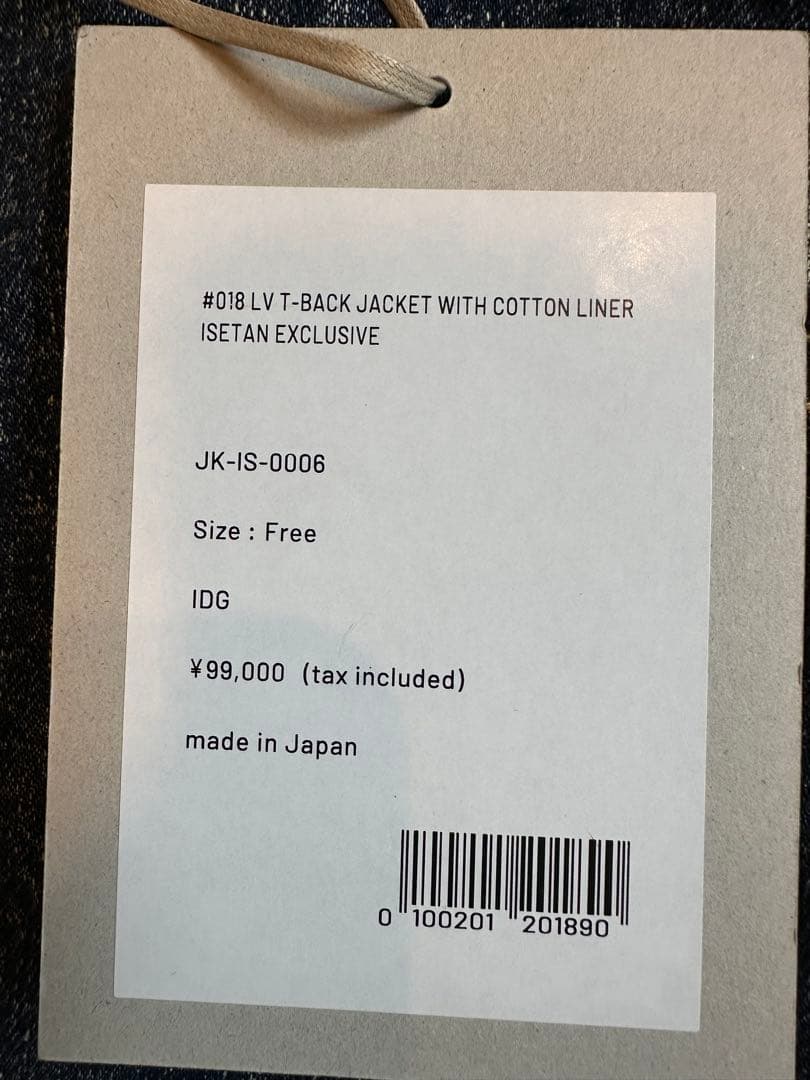 #018 LV T-BACK JACKET WITH COTTON LINER
ISETAN EXCLUSIVE
JK-IS-0006
Size : Free
IDG
¥99,000 (tax included)
made in Japan
0 100201 201890